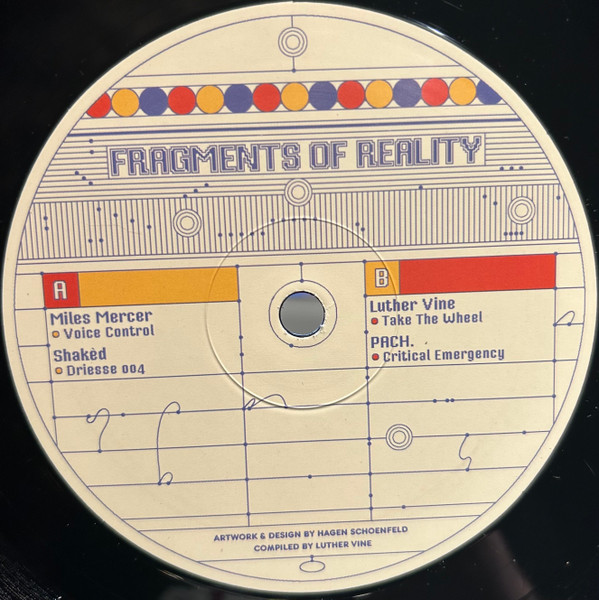 FRAGMENTS OF REALITY
A
Miles Mercer
Voice Control
Shakèd
Driesse 004
B
Luther Vine
Take The Wheel
PACH.
Critical Emergency
ARTWORK & DESIGN BY HAGEN SCHOENFELD
COMPILED BY LUTHER VINE